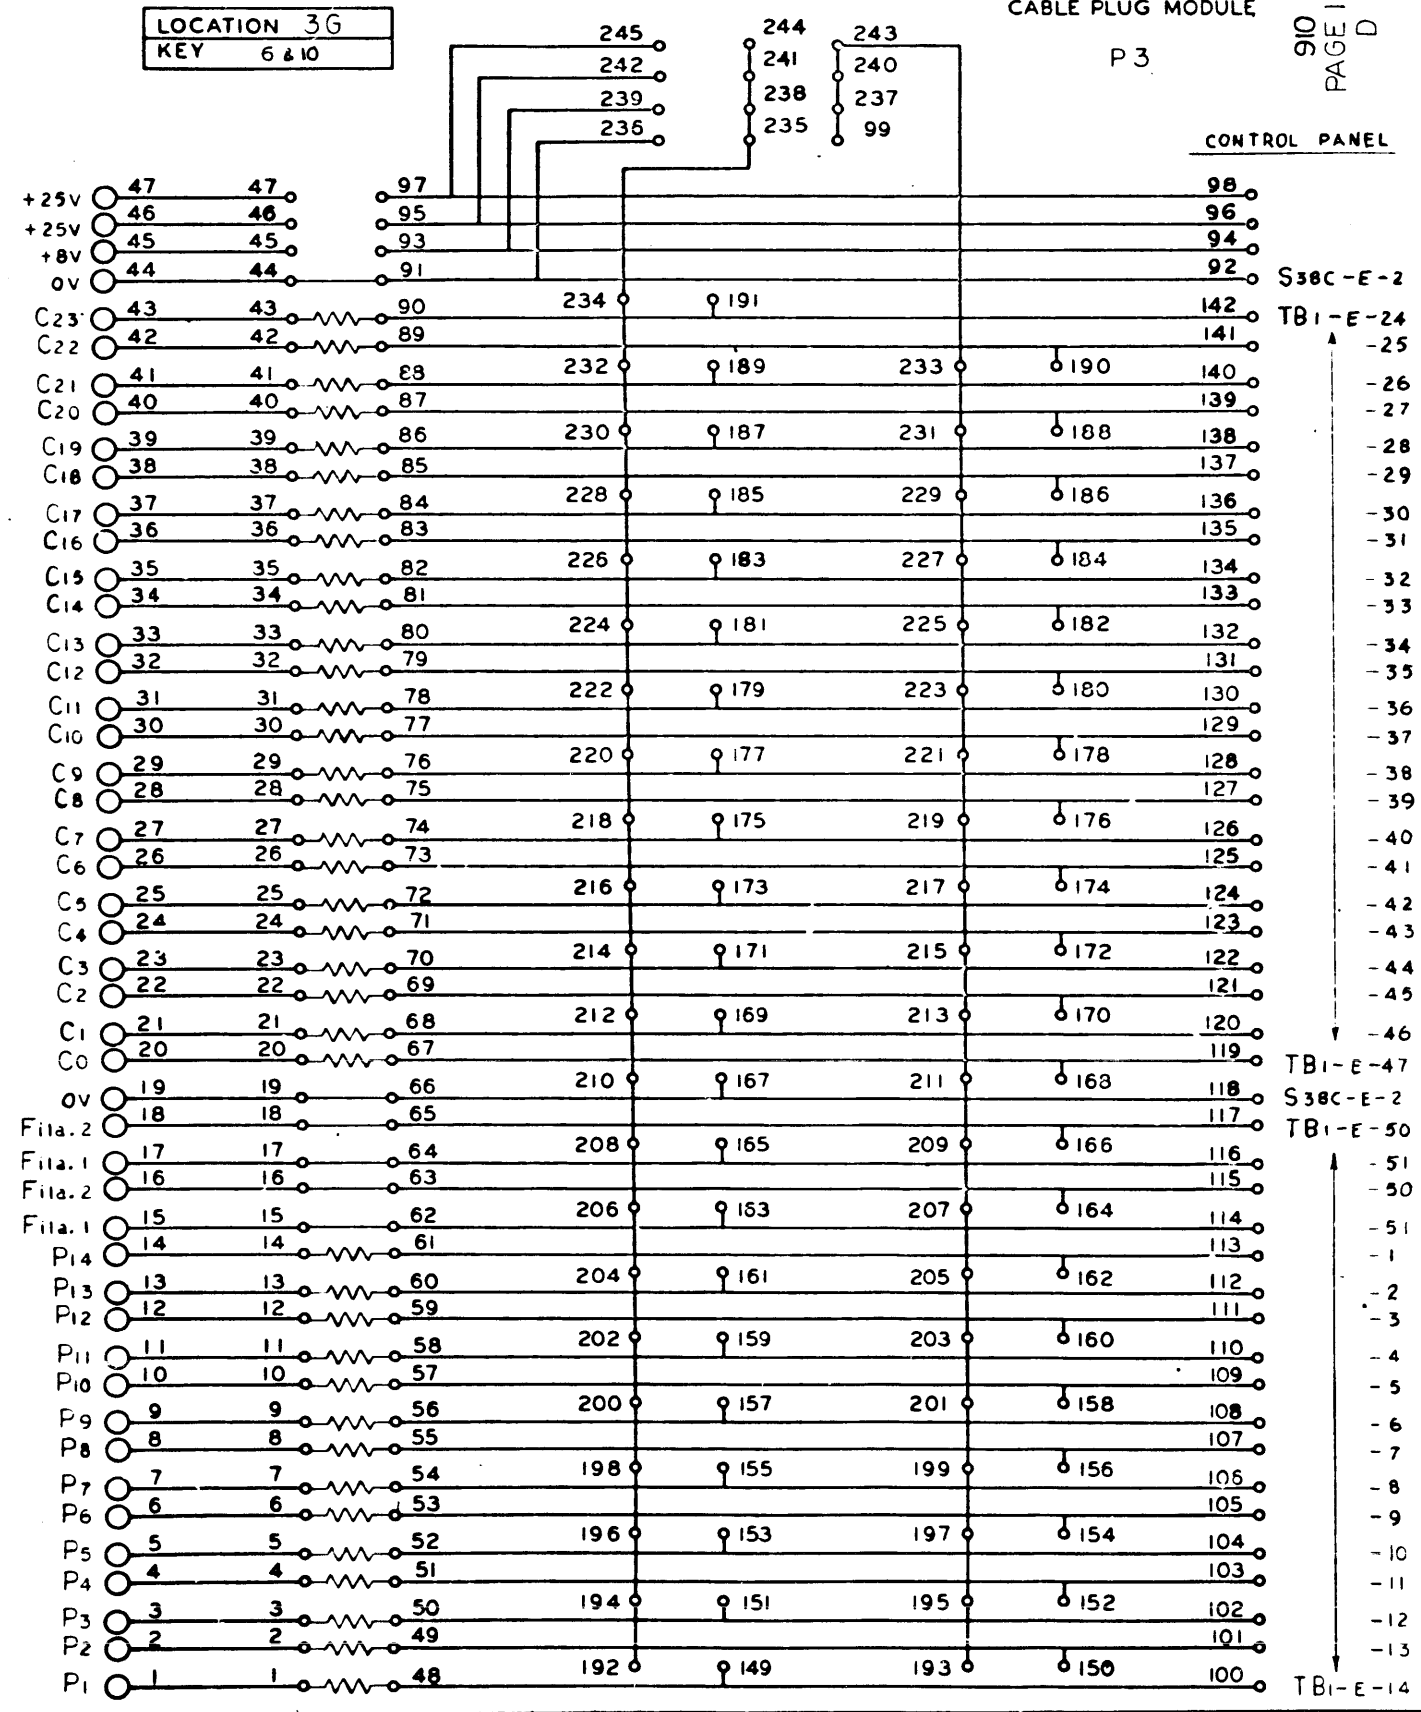 CABLE PLUG MODULE
P3
910
PAGE 1
D
LOCATION 3G
KEY 6 & 10
245 244 243
242 241 240
239 238 237
236 235 99
CONTROL PANEL
+25V 47 47 97 98
+25V 46 46 95 96
+8V 45 45 93 94
0V 44 44 91 92 S38C-E-2
234 191
C23 43 43 90 142 TB1-E-24
C22 42 42 89 141 -25
232 189 233 190
C21 41 41 88 140 -26
C20 40 40 87 139 -27
230 187 231 188
C19 39 39 86 138 -28
C18 38 38 85 137 -29
228 185 229 186
C17 37 37 84 136 -30
C16 36 36 83 135 -31
226 183 227 184
C15 35 35 82 134 -32
C14 34 34 81 133 -33
224 181 225 182
C13 33 33 80 132 -34
C12 32 32 79 131 -35
222 179 223 180
C11 31 31 78 130 -36
C10 30 30 77 129 -37
220 177 221 178
C9 29 29 76 128 -38
C8 28 28 75 127 -39
218 175 219 176
C7 27 27 74 126 -40
C6 26 26 73 125 -41
216 173 217 174
C5 25 25 72 124 -42
C4 24 24 71 123 -43
214 171 215 172
C3 23 23 70 122 -44
C2 22 22 69 121 -45
212 169 213 170
C1 21 21 68 120 -46
C0 20 20 67 119 TB1-E-47
210 167 211 168
0V 19 19 66 118 S38C-E-2
Fila. 2 18 18 65 117 TB1-E-50
208 165 209 166
Fila. 1 17 17 64 116 -51
Fila. 2 16 16 63 115 -50
206 163 207 164
Fila. 1 15 15 62 114 -51
P14 14 14 61 113 -1
204 161 205 162
P13 13 13 60 112 -2
P12 12 12 59 111 -3
202 159 203 160
P11 11 11 58 110 -4
P10 10 10 57 109 -5
200 157 201 158
P9 9 9 56 108 -6
P8 8 8 55 107 -7
198 155 199 156
P7 7 7 54 106 -8
P6 6 6 53 105 -9
196 153 197 154
P5 5 5 52 104 -10
P4 4 4 51 103 -11
194 151 195 152
P3 3 3 50 102 -12
P2 2 2 49 101 -13
192 149 193 150
P1 1 1 48 100 TB1-E-14